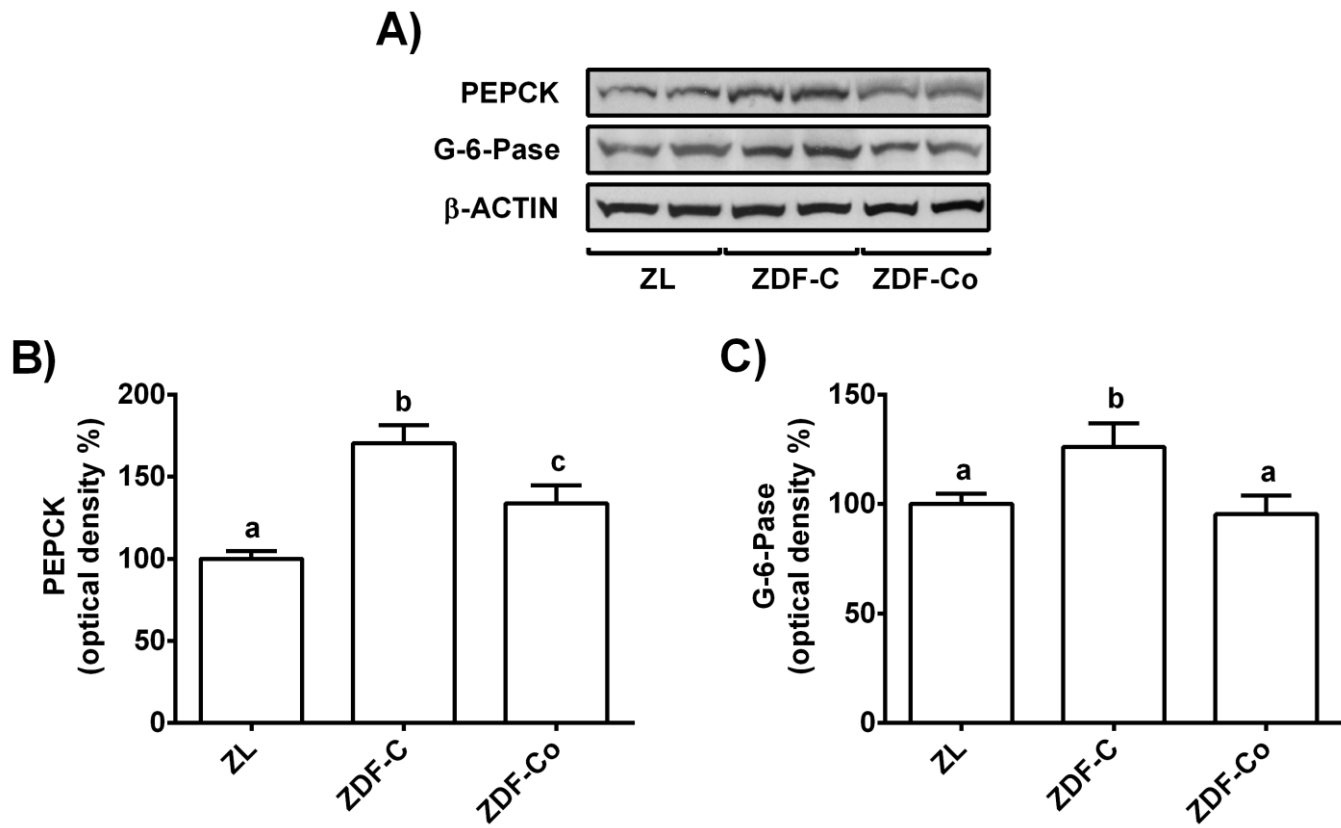 A)
PEPCK
G-6-Pase
β-ACTIN
ZL ZDF-C ZDF-Co
B)
PEPCK
(optical density %)
200
150
100
50
0
a
b
c
ZL
ZDF-C
ZDF-Co
C)
G-6-Pase
(optical density %)
150
100
50
0
a
b
a
ZL
ZDF-C
ZDF-Co